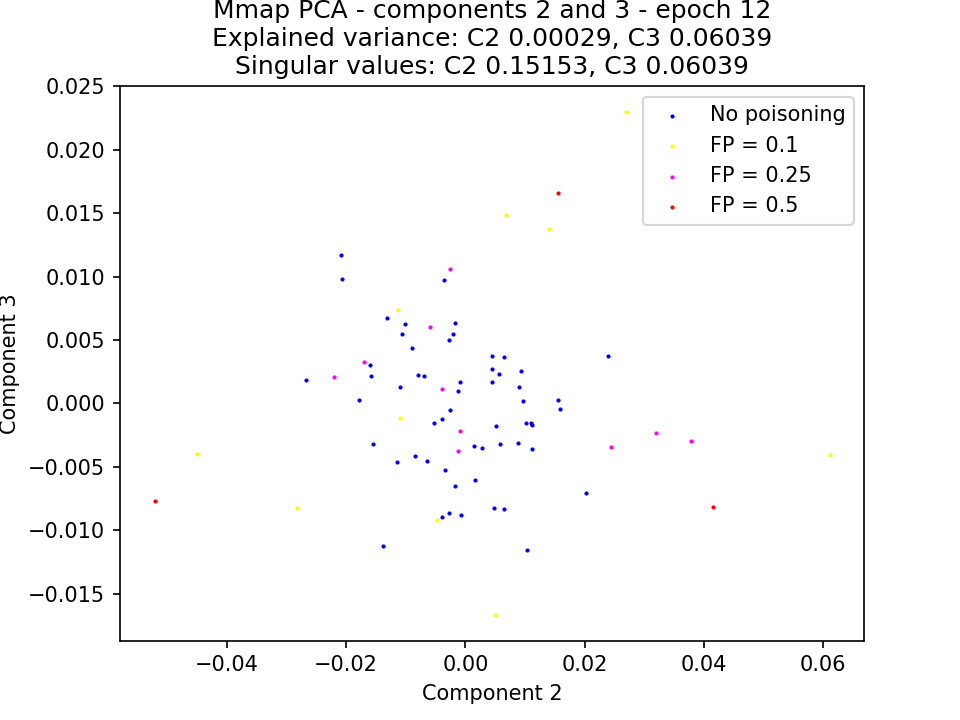 Mmap PCA - components 2 and 3 - epoch 12
Explained variance: C2 0.00029, C3 0.06039
Singular values: C2 0.15153, C3 0.06039
No poisoning
FP = 0.1
FP = 0.25
FP = 0.5
0.025
0.020
0.015
0.010
0.005
0.000
−0.005
−0.010
−0.015
Component 3
−0.04
−0.02
0.00
0.02
0.04
0.06
Component 2